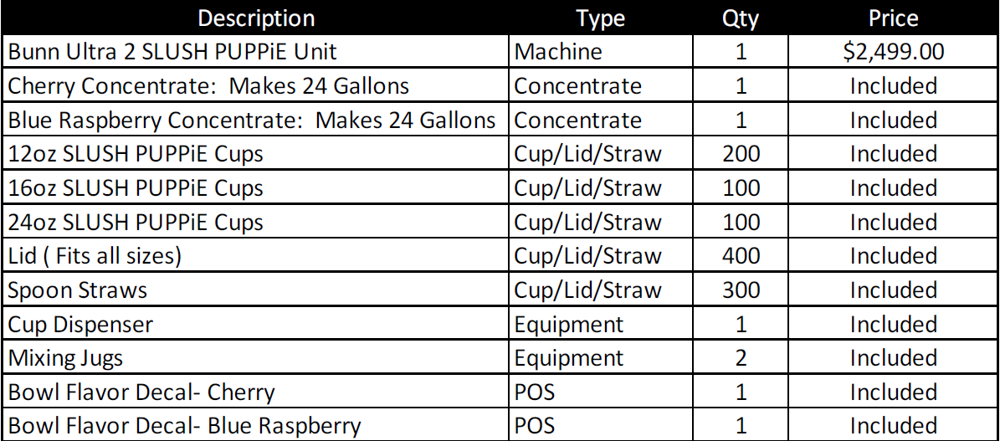 Description Type Qty Price
Bunn Ultra 2 SLUSH PUPPiE Unit Machine 1 $2,499.00
Cherry Concentrate:  Makes 24 Gallons Concentrate 1 Included
Blue Raspberry Concentrate:  Makes 24 Gallons Concentrate 1 Included
12oz SLUSH PUPPiE Cups Cup/Lid/Straw 200 Included
16oz SLUSH PUPPiE Cups Cup/Lid/Straw 100 Included
24oz SLUSH PUPPiE Cups Cup/Lid/Straw 100 Included
Lid ( Fits all sizes) Cup/Lid/Straw 400 Included
Spoon Straws Cup/Lid/Straw 300 Included
Cup Dispenser Equipment 1 Included
Mixing Jugs Equipment 2 Included
Bowl Flavor Decal- Cherry POS 1 Included
Bowl Flavor Decal- Blue Raspberry POS 1 Included